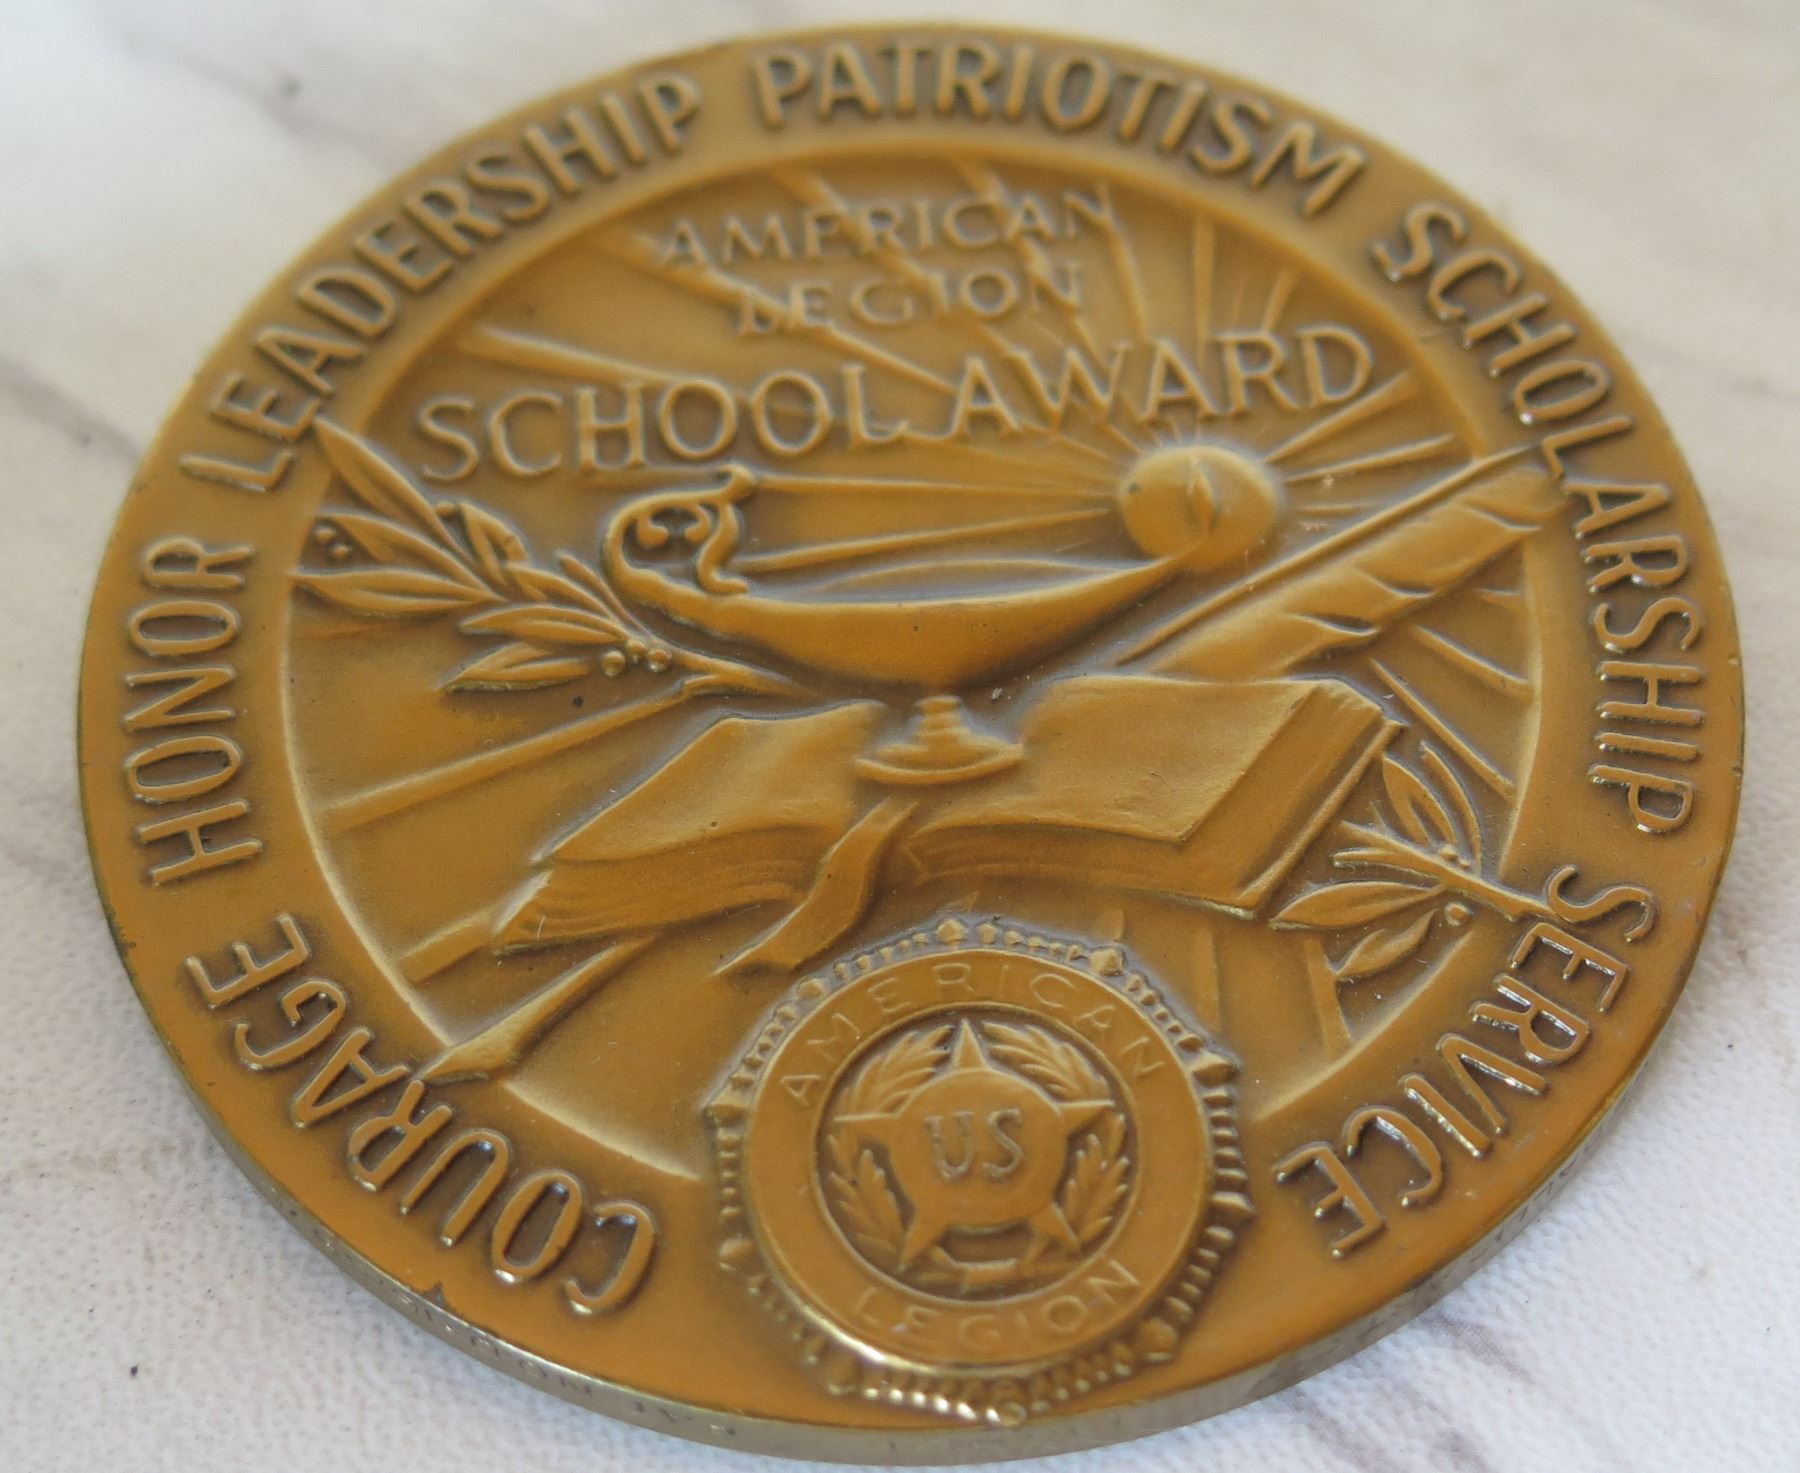 COURAGE HONOR LEADERSHIP PATRIOTISM SCHOLARSHIP SERVICE
AMERICAN
LEGION
SCHOOL AWARD
AMERICAN
US
LEGION